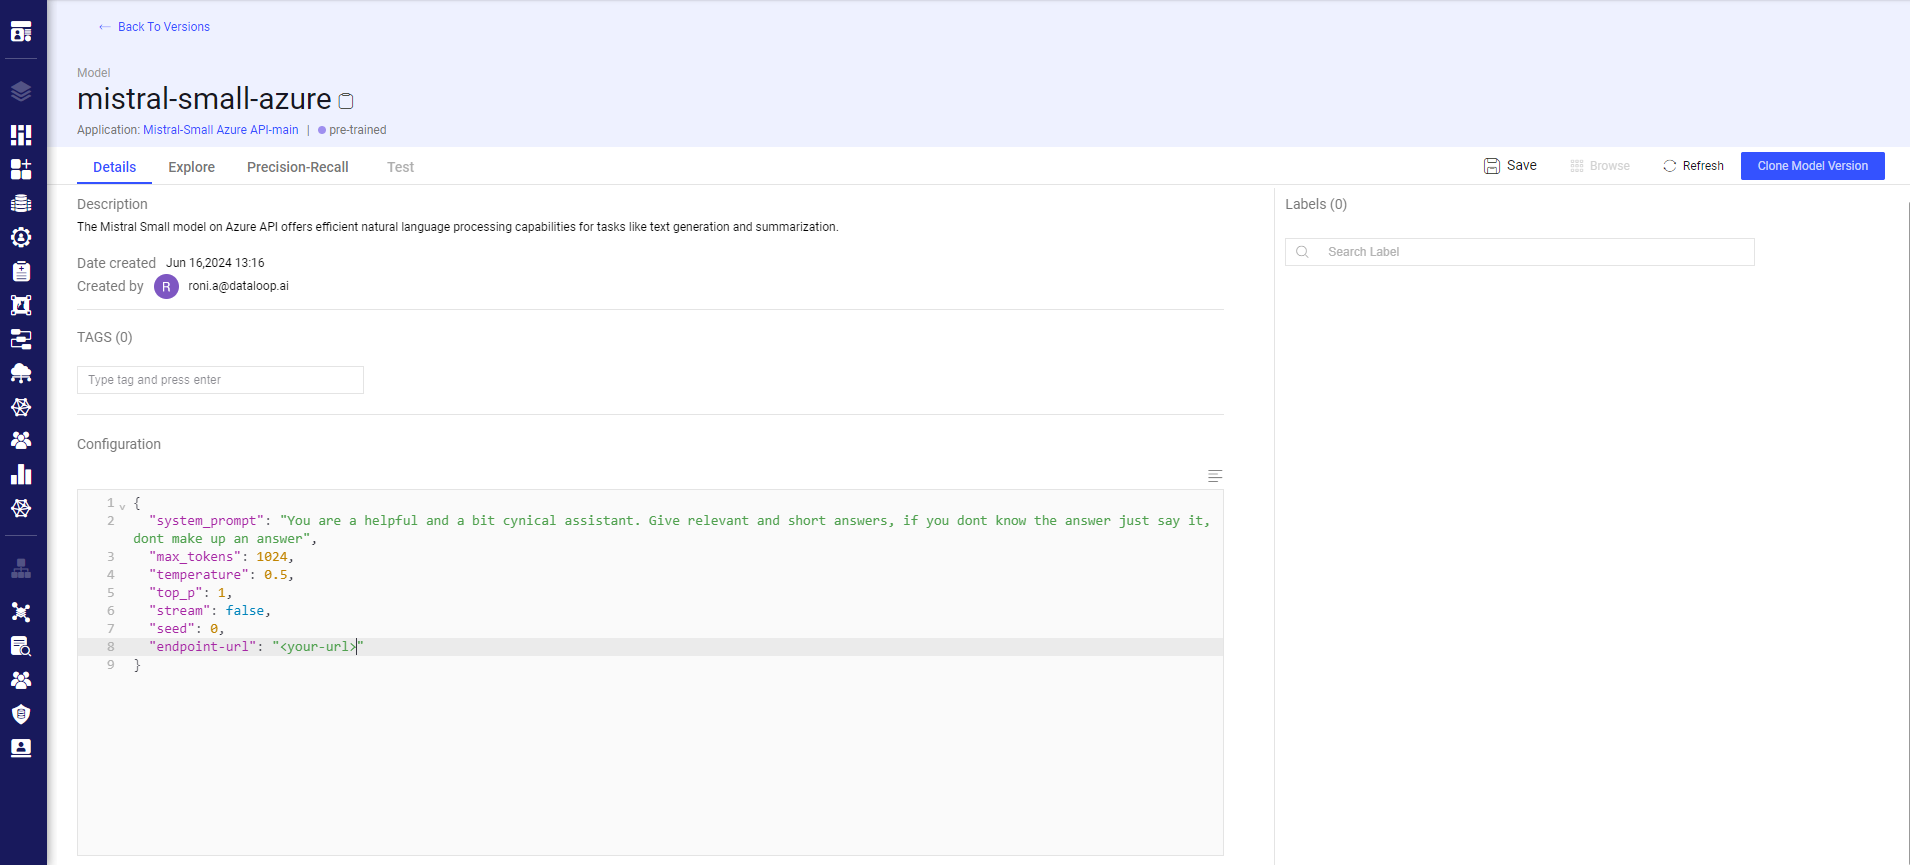 Back To Versions
Model
mistral-small-azure
Application: Mistral-Small Azure API-main | pre-trained
Details Explore Precision-Recall Test Save Browse Refresh Clone Model Version
Description
The Mistral Small model on Azure API offers efficient natural language processing capabilities for tasks like text generation and summarization.
Date created Jun 16,2024 13:16
Created by R roni.a@dataloop.ai
TAGS (0)
Type tag and press enter
Configuration
1 {
2 "system_prompt": "You are a helpful and a bit cynical assistant. Give relevant and short answers, if you dont know the answer just say it,
dont make up an answer",
3 "max_tokens": 1024,
4 "temperature": 0.5,
5 "top_p": 1,
6 "stream": false,
7 "seed": 0,
8 "endpoint-url": "<your-url>"
9 }
Labels (0)
Search Label